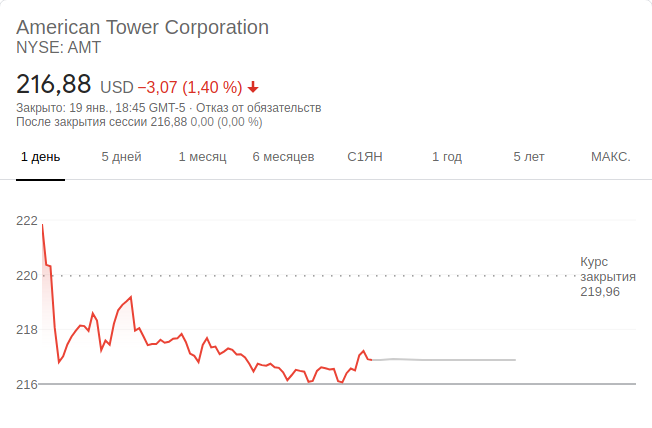 American Tower Corporation
NYSE: AMT
216,88 USD −3,07 (1,40 %)
Закрыто: 19 янв., 18:45 GMT-5 · Отказ от обязательств
После закрытия сессии 216,88 0,00 (0,00 %)
1 день 5 дней 1 месяц 6 месяцев С1ЯН 1 год 5 лет МАКС.
222
220
218
216
Курс
закрытия
219,96